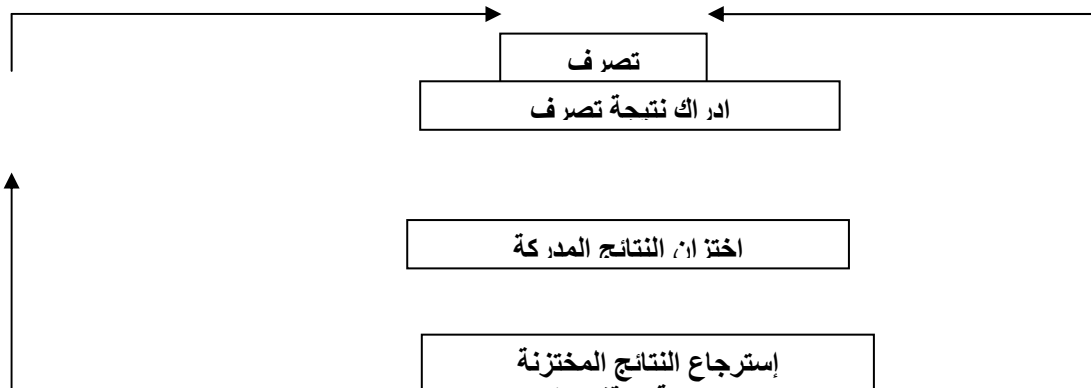 تصرف
ادراك نتيجة تصرف
اختزان النتائج المدركة
إسترجاع النتائج المختزنة